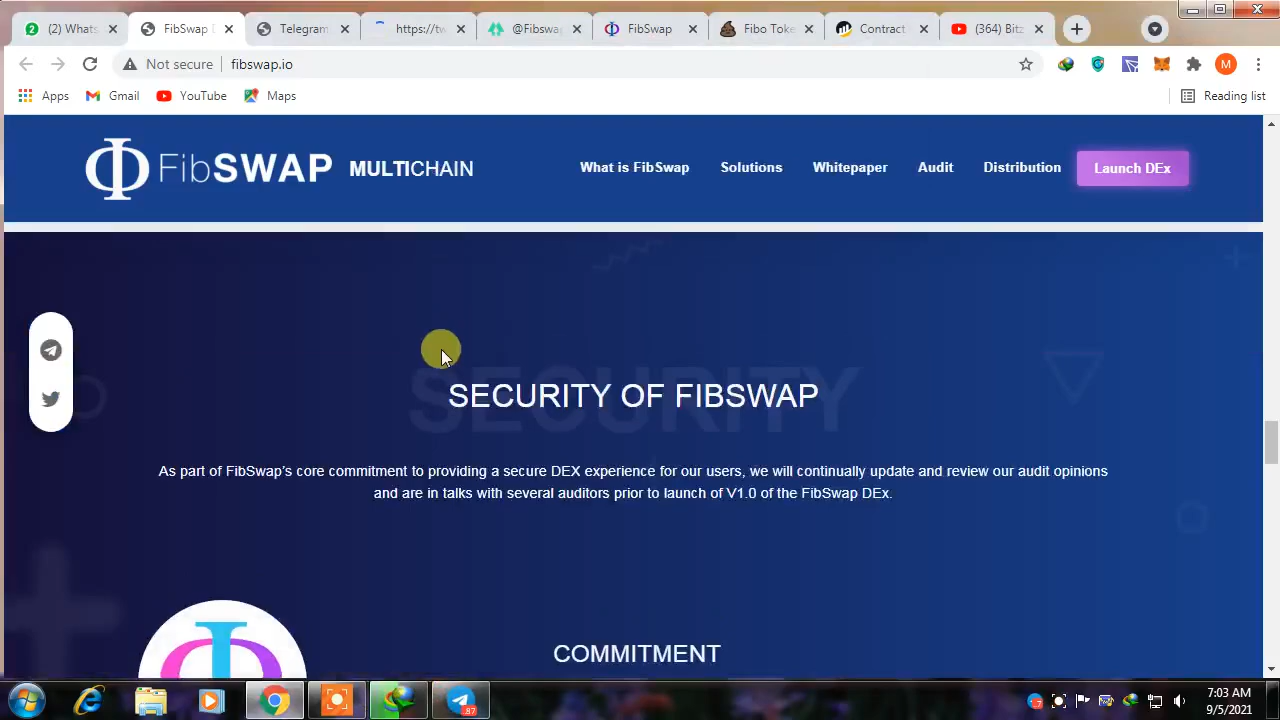 (2) Whats
FibSwap D
Telegram
https://tw
@Fibswap
FibSwap
Fibo Toke
Contract
(364) Bitz
Not secure
fibswap.io
M
Apps
Gmail
YouTube
Maps
Reading list
FibSWAP MULTICHAIN
What is FibSwap
Solutions
Whitepaper
Audit
Distribution
Launch DEx
SECURITY
SECURITY OF FIBSWAP
As part of FibSwap's core commitment to providing a secure DEX experience for our users, we will continually update and review our audit opinions
and are in talks with several auditors prior to launch of V1.0 of the FibSwap DEx.
COMMITMENT
87
7:03 AM
9/5/2021